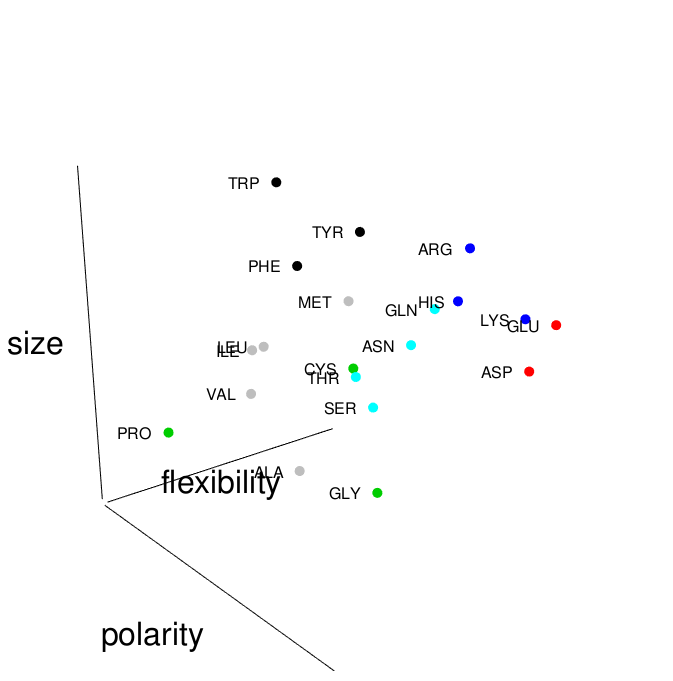 TRP
TYR
ARG
PHE
MET
HIS
GLN
LYS
GLU
size
LEU
ILE
ASN
CYS
ASP
THR
VAL
SER
PRO
ALA
flexibility
GLY
polarity